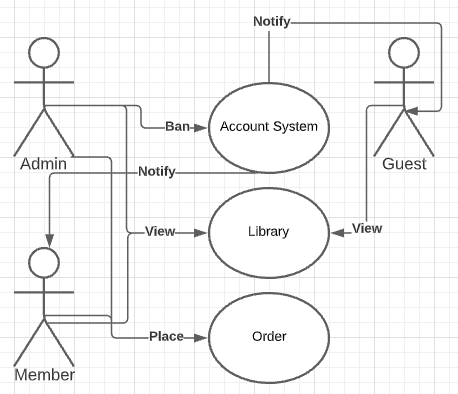 Notify
Ban
Account System
Admin
Guest
Notify
View
Library
View
Place
Order
Member